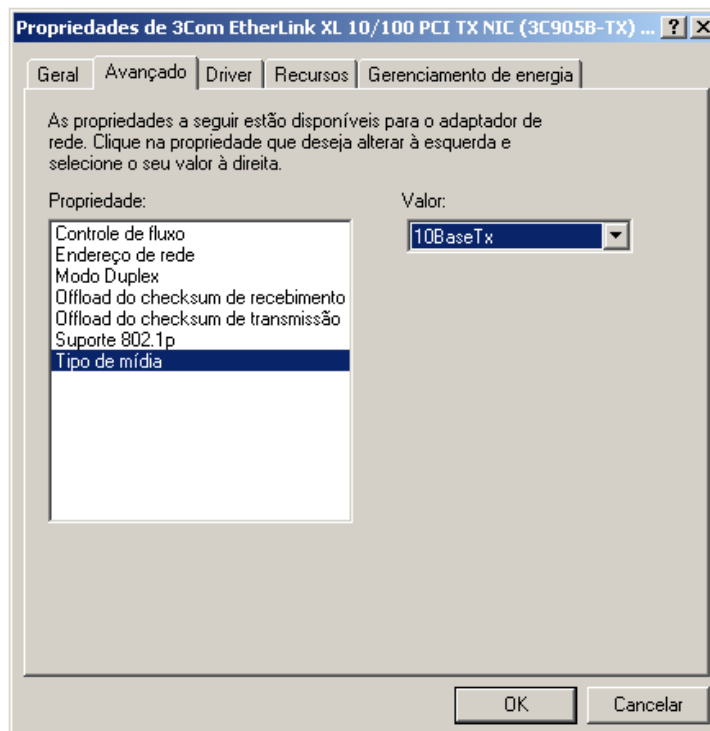 Propriedades de 3Com EtherLink XL 10/100 PCI TX NIC (3C905B-TX) ...
Geral Avançado Driver Recursos Gerenciamento de energia
As propriedades a seguir estão disponíveis para o adaptador de
rede. Clique na propriedade que deseja alterar à esquerda e
selecione o seu valor à direita.
Propriedade: Valor:
10BaseTx
Controle de fluxo
Endereço de rede
Modo Duplex
Offload do checksum de recebimento
Offload do checksum de transmissão
Suporte 802.1p
Tipo de mídia
OK Cancelar